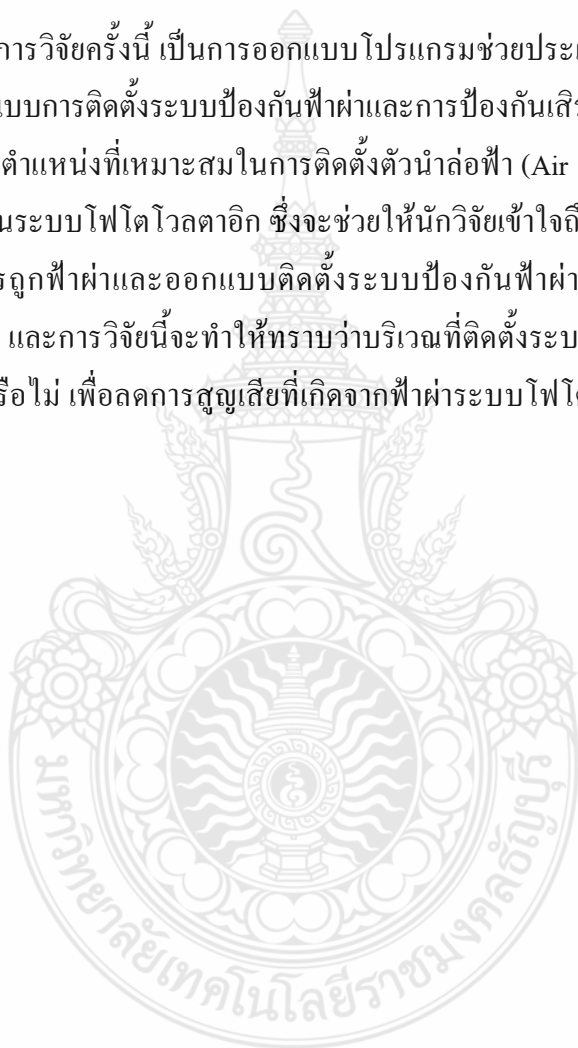 การวิจัยครั้งนี้ เป็นการออกแบบโปรแกรมช่วยประเ
แบบการติดตั้งระบบป้องกันฟ้าผ่าและการป้องกันเสิร
ตำแหน่งที่เหมาะสมในการติดตั้งตัวนำล่อฟ้า (Air
นระบบโฟโตโวลตาอิก ซึ่งจะช่วยให้นักวิจัยเข้าใจถึ
รถูกฟ้าผ่าและออกแบบติดตั้งระบบป้องกันฟ้าผ่า
และการวิจัยนี้จะทำให้ทราบว่าบริเวณที่ติดตั้งระบ
รือไม่ เพื่อลดการสูญเสียที่เกิดจากฟ้าผ่าระบบโฟโต
มหาวิทยาลัยเทคโนโลยีราชมงคลธัญบุรี